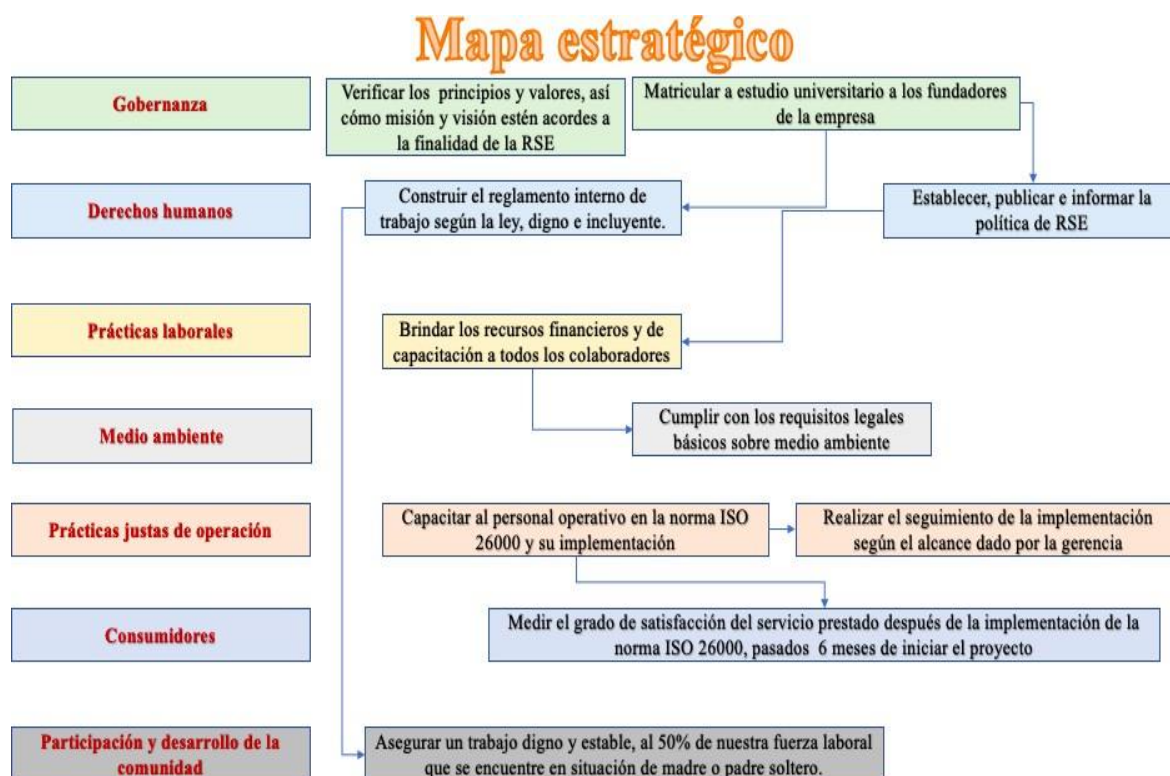 Mapa estratégico
Gobernanza
Verificar los principios y valores, así
cómo misión y visión estén acordes a
la finalidad de la RSE
Matricular a estudio universitario a los fundadores
de la empresa
Derechos humanos
Construir el reglamento interno de
trabajo según la ley, digno e incluyente.
Establecer, publicar e informar la
política de RSE
Prácticas laborales
Brindar los recursos financieros y de
capacitación a todos los colaboradores
Medio ambiente
Cumplir con los requisitos legales
básicos sobre medio ambiente
Prácticas justas de operación
Capacitar al personal operativo en la norma ISO
26000 y su implementación
Realizar el seguimiento de la implementación
según el alcance dado por la gerencia
Consumidores
Medir el grado de satisfacción del servicio prestado después de la implementación de la
norma ISO 26000, pasados 6 meses de iniciar el proyecto
Participación y desarrollo de la
comunidad
Asegurar un trabajo digno y estable, al 50% de nuestra fuerza laboral
que se encuentre en situación de madre o padre soltero.